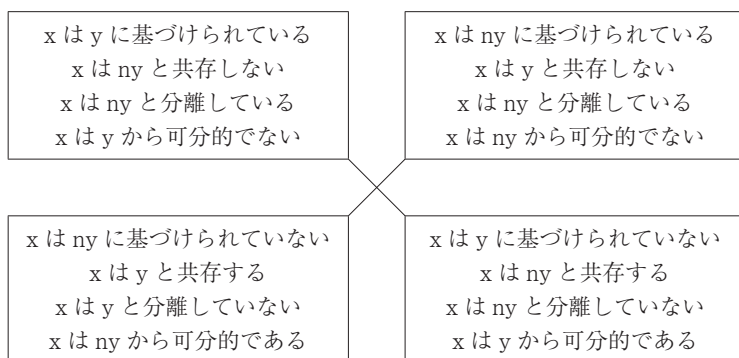 x は y に基づけられている
x は ny と共存しない
x は ny と分離している
x は y から可分的でない
x は ny に基づけられている
x は y と共存しない
x は ny と分離している
x は ny から可分的でない
x は ny に基づけられていない
x は y と共存する
x は y と分離していない
x は ny から可分的である
x は y に基づけられていない
x は ny と共存する
x は ny と分離していない
x は y から可分的である